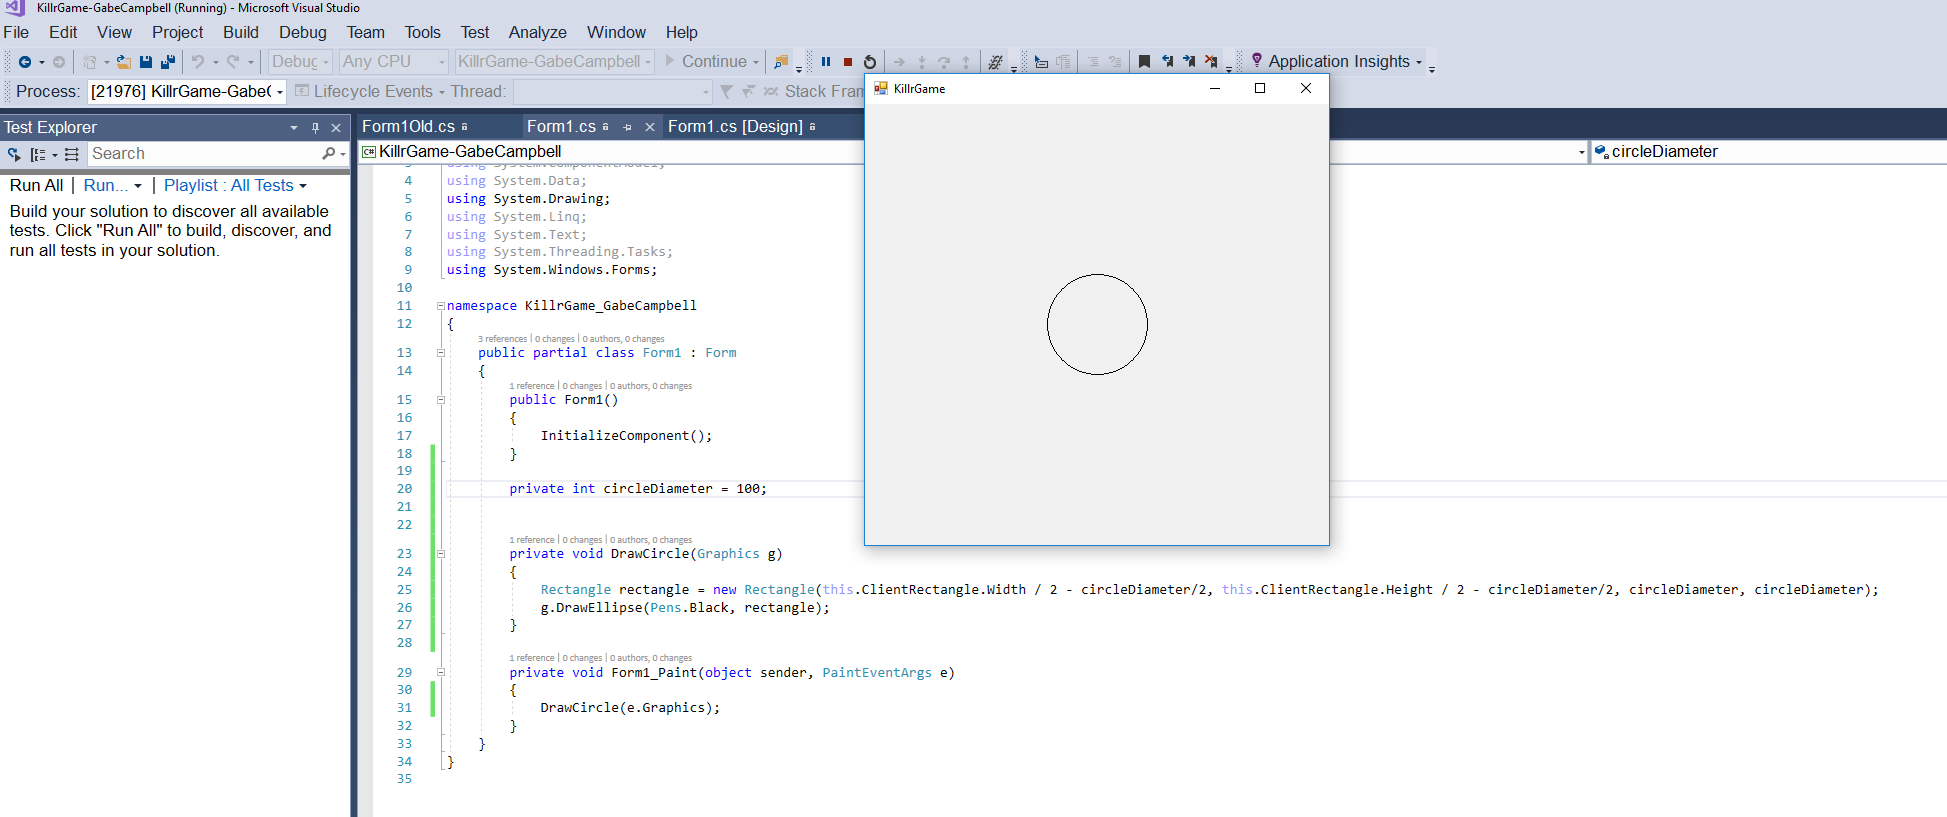 KillrGame-GabeCampbell (Running) - Microsoft Visual Studio
File Edit View Project Build Debug Team Tools Test Analyze Window Help
Debug Any CPU KillrGame-GabeCampbell Continue Application Insights
Process: [21976] KillrGame-Gabe Lifecycle Events Thread: Stack Fram
KillrGame
Test Explorer
Search
Run All | Run... | Playlist : All Tests
Build your solution to discover all available
tests. Click "Run All" to build, discover, and
run all tests in your solution.
Form1Old.cs Form1.cs Form1.cs [Design]
C# KillrGame-GabeCampbell circleDiameter
3 using System.ComponentModel;
4 using System.Data;
5 using System.Drawing;
6 using System.Linq;
7 using System.Text;
8 using System.Threading.Tasks;
9 using System.Windows.Forms;
10
11 namespace KillrGame_GabeCampbell
12 {
3 references | 0 changes | 0 authors, 0 changes
13 public partial class Form1 : Form
14 {
1 reference | 0 changes | 0 authors, 0 changes
15 public Form1()
16 {
17 InitializeComponent();
18 }
19
20 private int circleDiameter = 100;
21
22
1 reference | 0 changes | 0 authors, 0 changes
23 private void DrawCircle(Graphics g)
24 {
25 Rectangle rectangle = new Rectangle(this.ClientRectangle.Width / 2 - circleDiameter/2, this.ClientRectangle.Height / 2 - circleDiameter/2, circleDiameter, circleDiameter);
26 g.DrawEllipse(Pens.Black, rectangle);
27 }
28
1 reference | 0 changes | 0 authors, 0 changes
29 private void Form1_Paint(object sender, PaintEventArgs e)
30 {
31 DrawCircle(e.Graphics);
32 }
33 }
34 }
35